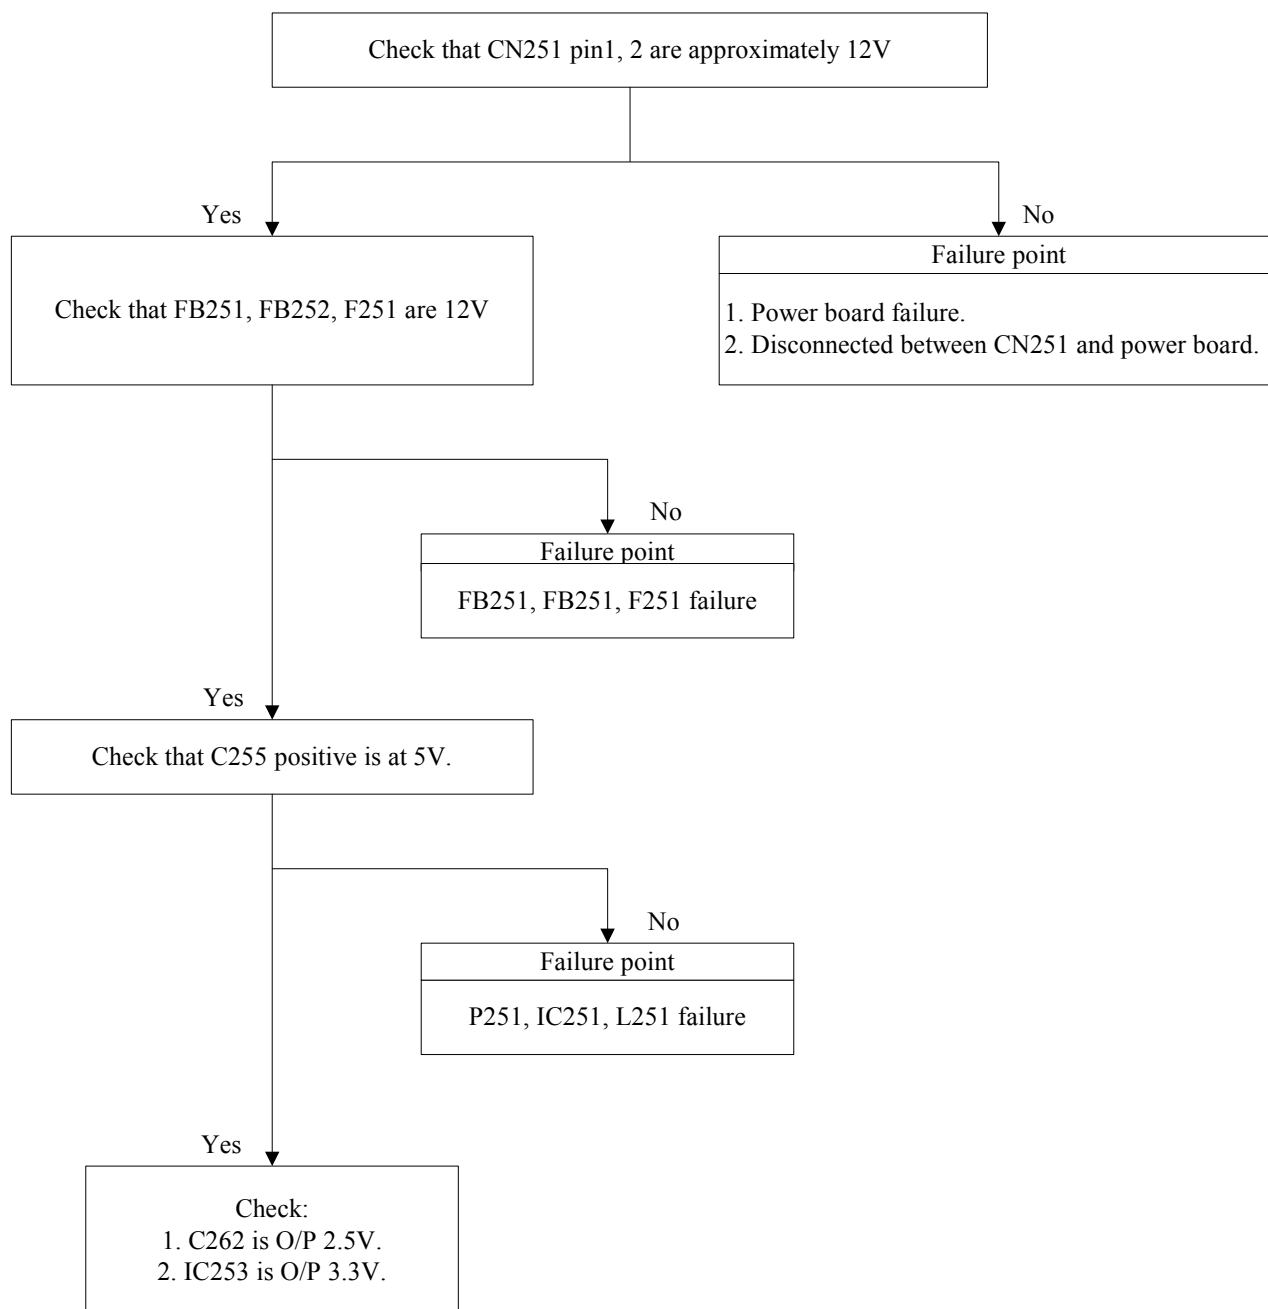 Check that CN251 pin1, 2 are approximately 12V
Yes
No
Check that FB251, FB252, F251 are 12V
Failure point
1. Power board failure.
2. Disconnected between CN251 and power board.
No
Failure point
FB251, FB251, F251 failure
Yes
Check that C255 positive is at 5V.
No
Failure point
P251, IC251, L251 failure
Yes
Check:
1. C262 is O/P 2.5V.
2. IC253 is O/P 3.3V.